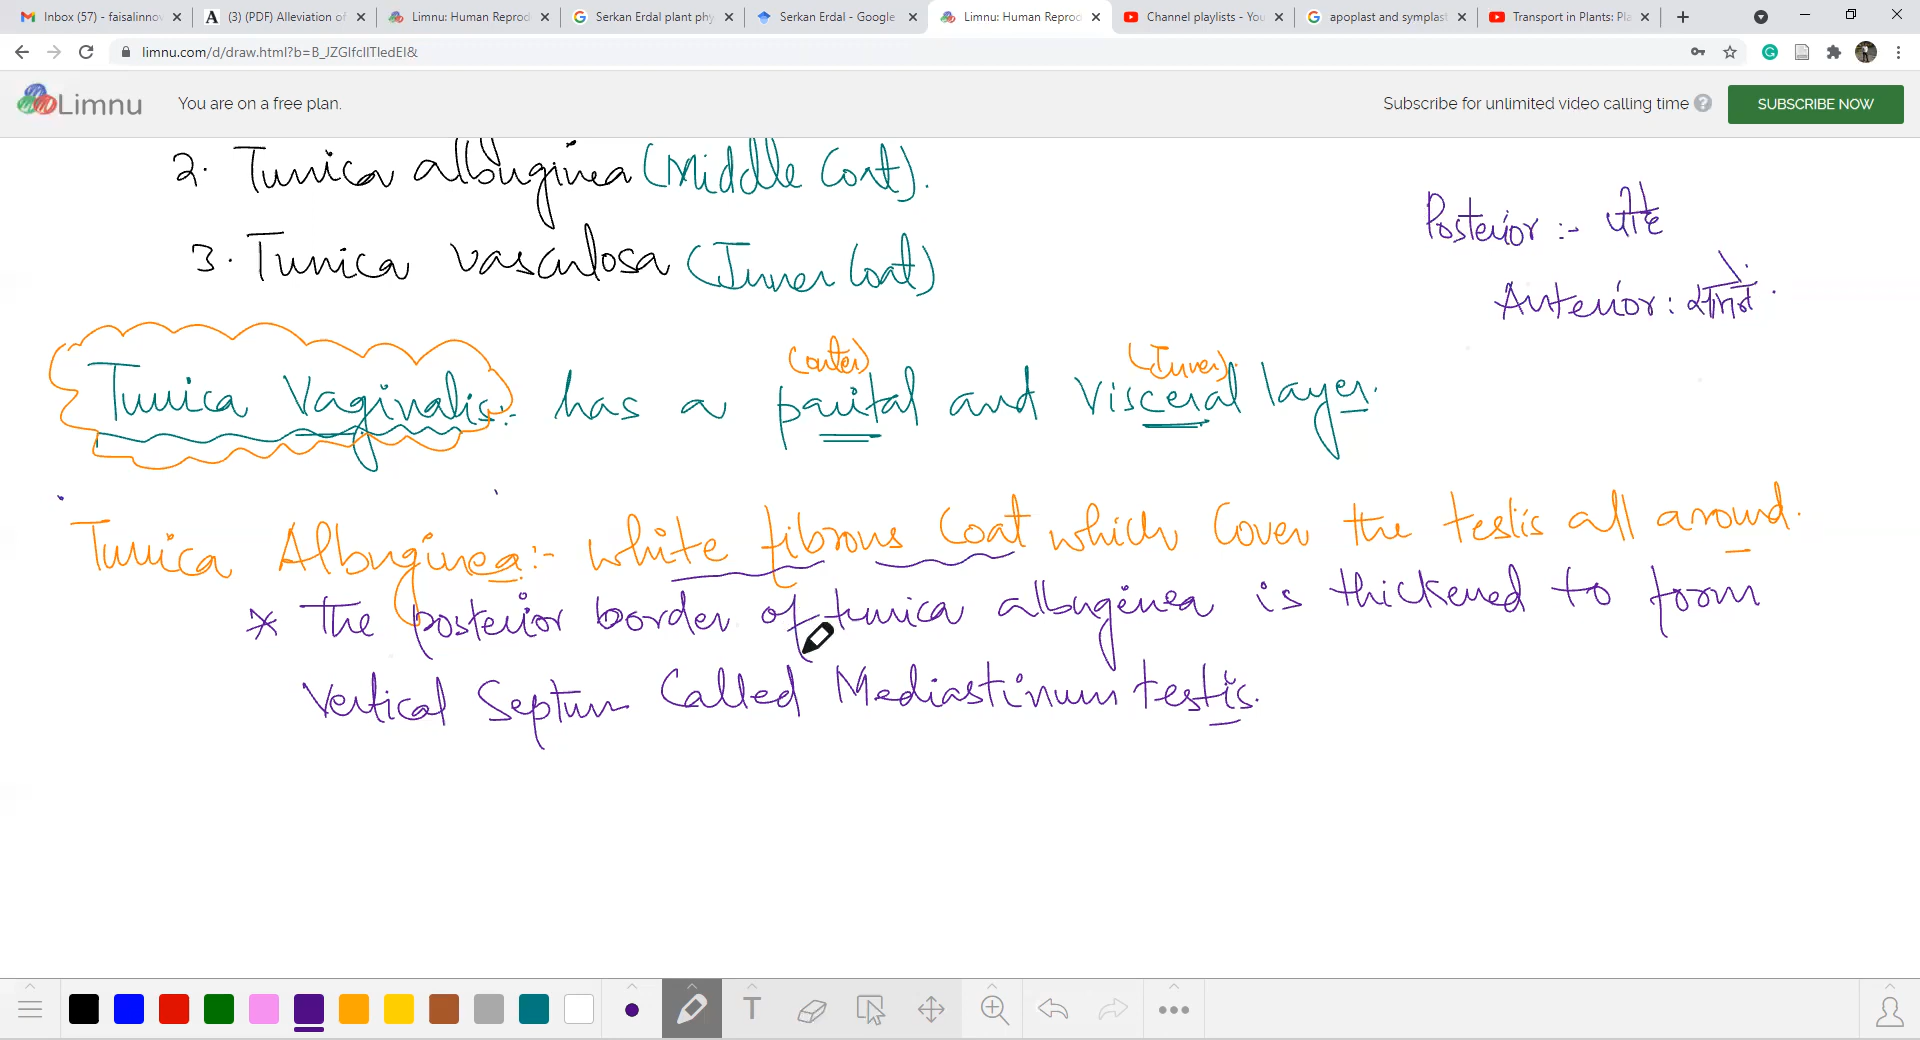 Inbox (57) - faisalinnov
(3) (PDF) Alleviation of
Limnu: Human Reprod
Serkan Erdal plant phy
Serkan Erdal - Google
Limnu: Human Reprod
Channel playlists - You
apoplast and symplast
Transport in Plants: Pla
limnu.com/d/draw.html?b=B_JZGIfcIITledEI&
Limnu
You are on a free plan.
Subscribe for unlimited video calling time ?
SUBSCRIBE NOW
2. Tunica albuginea (Middle Coat).
Posterior :- पीछे
3. Tunica vasculosa (Inner Coat)
Anterior: आगे
(outer) (Inner)
Tunica Vaginalis: has a parital and visceral layer.
Tunica Albuginea:- white fibrous coat which cover the testis all around.
* The posterior border of tunica albuginea is thickened to form
Vertical Septum Called Mediastinum testis.
T